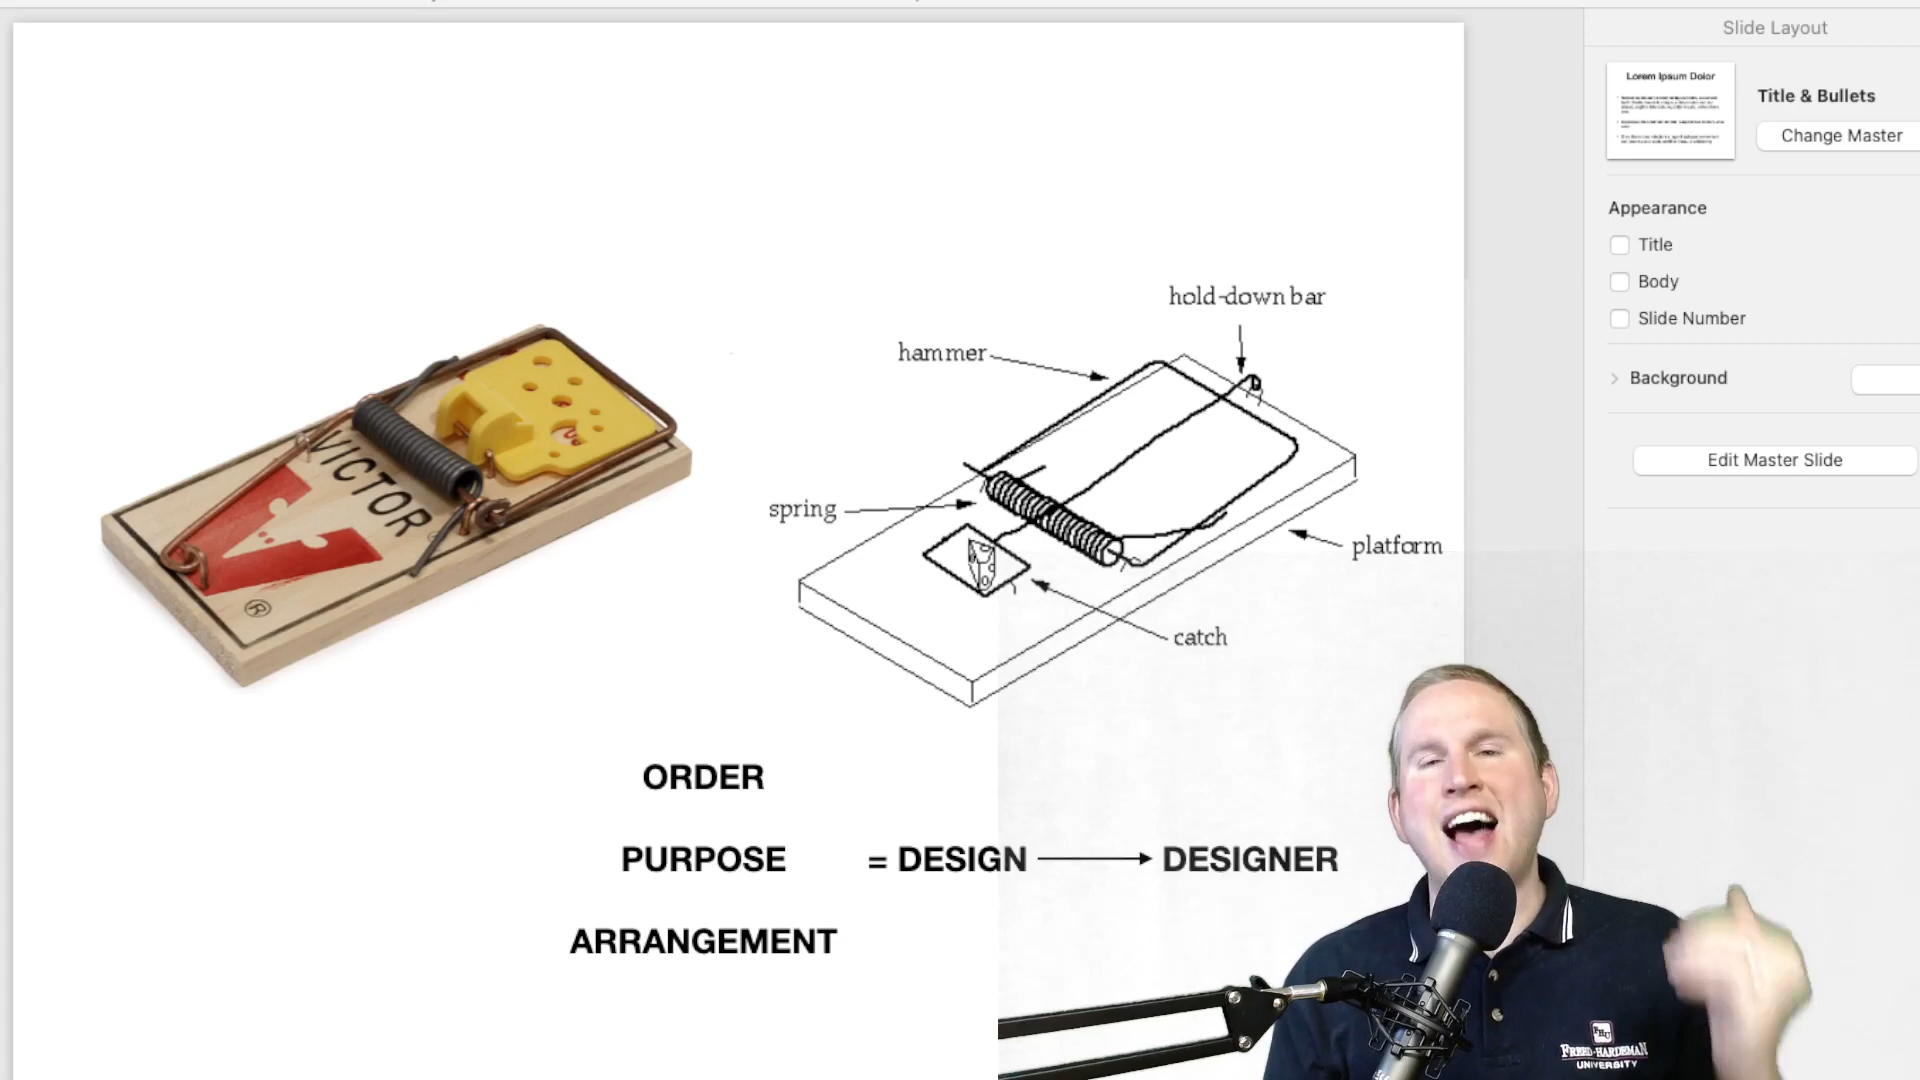 Slide Layout
Lorem Ipsum Dolor
Title & Bullets
Change Master
Appearance
Title
Body
Slide Number
Background
Edit Master Slide
hold-down bar
hammer
spring
platform
catch
VICTOR
®
ORDER
PURPOSE = DESIGN DESIGNER
ARRANGEMENT
FHU
FREED-HARDEMAN
UNIVERSITY